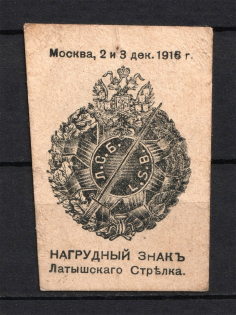 Москва, 2 и 3 дек. 1916 г.
Л.С.Б.
L.S.B.
НАГРУДНЫЙ ЗНАКЪ
Латышскаго Стрѣлка.